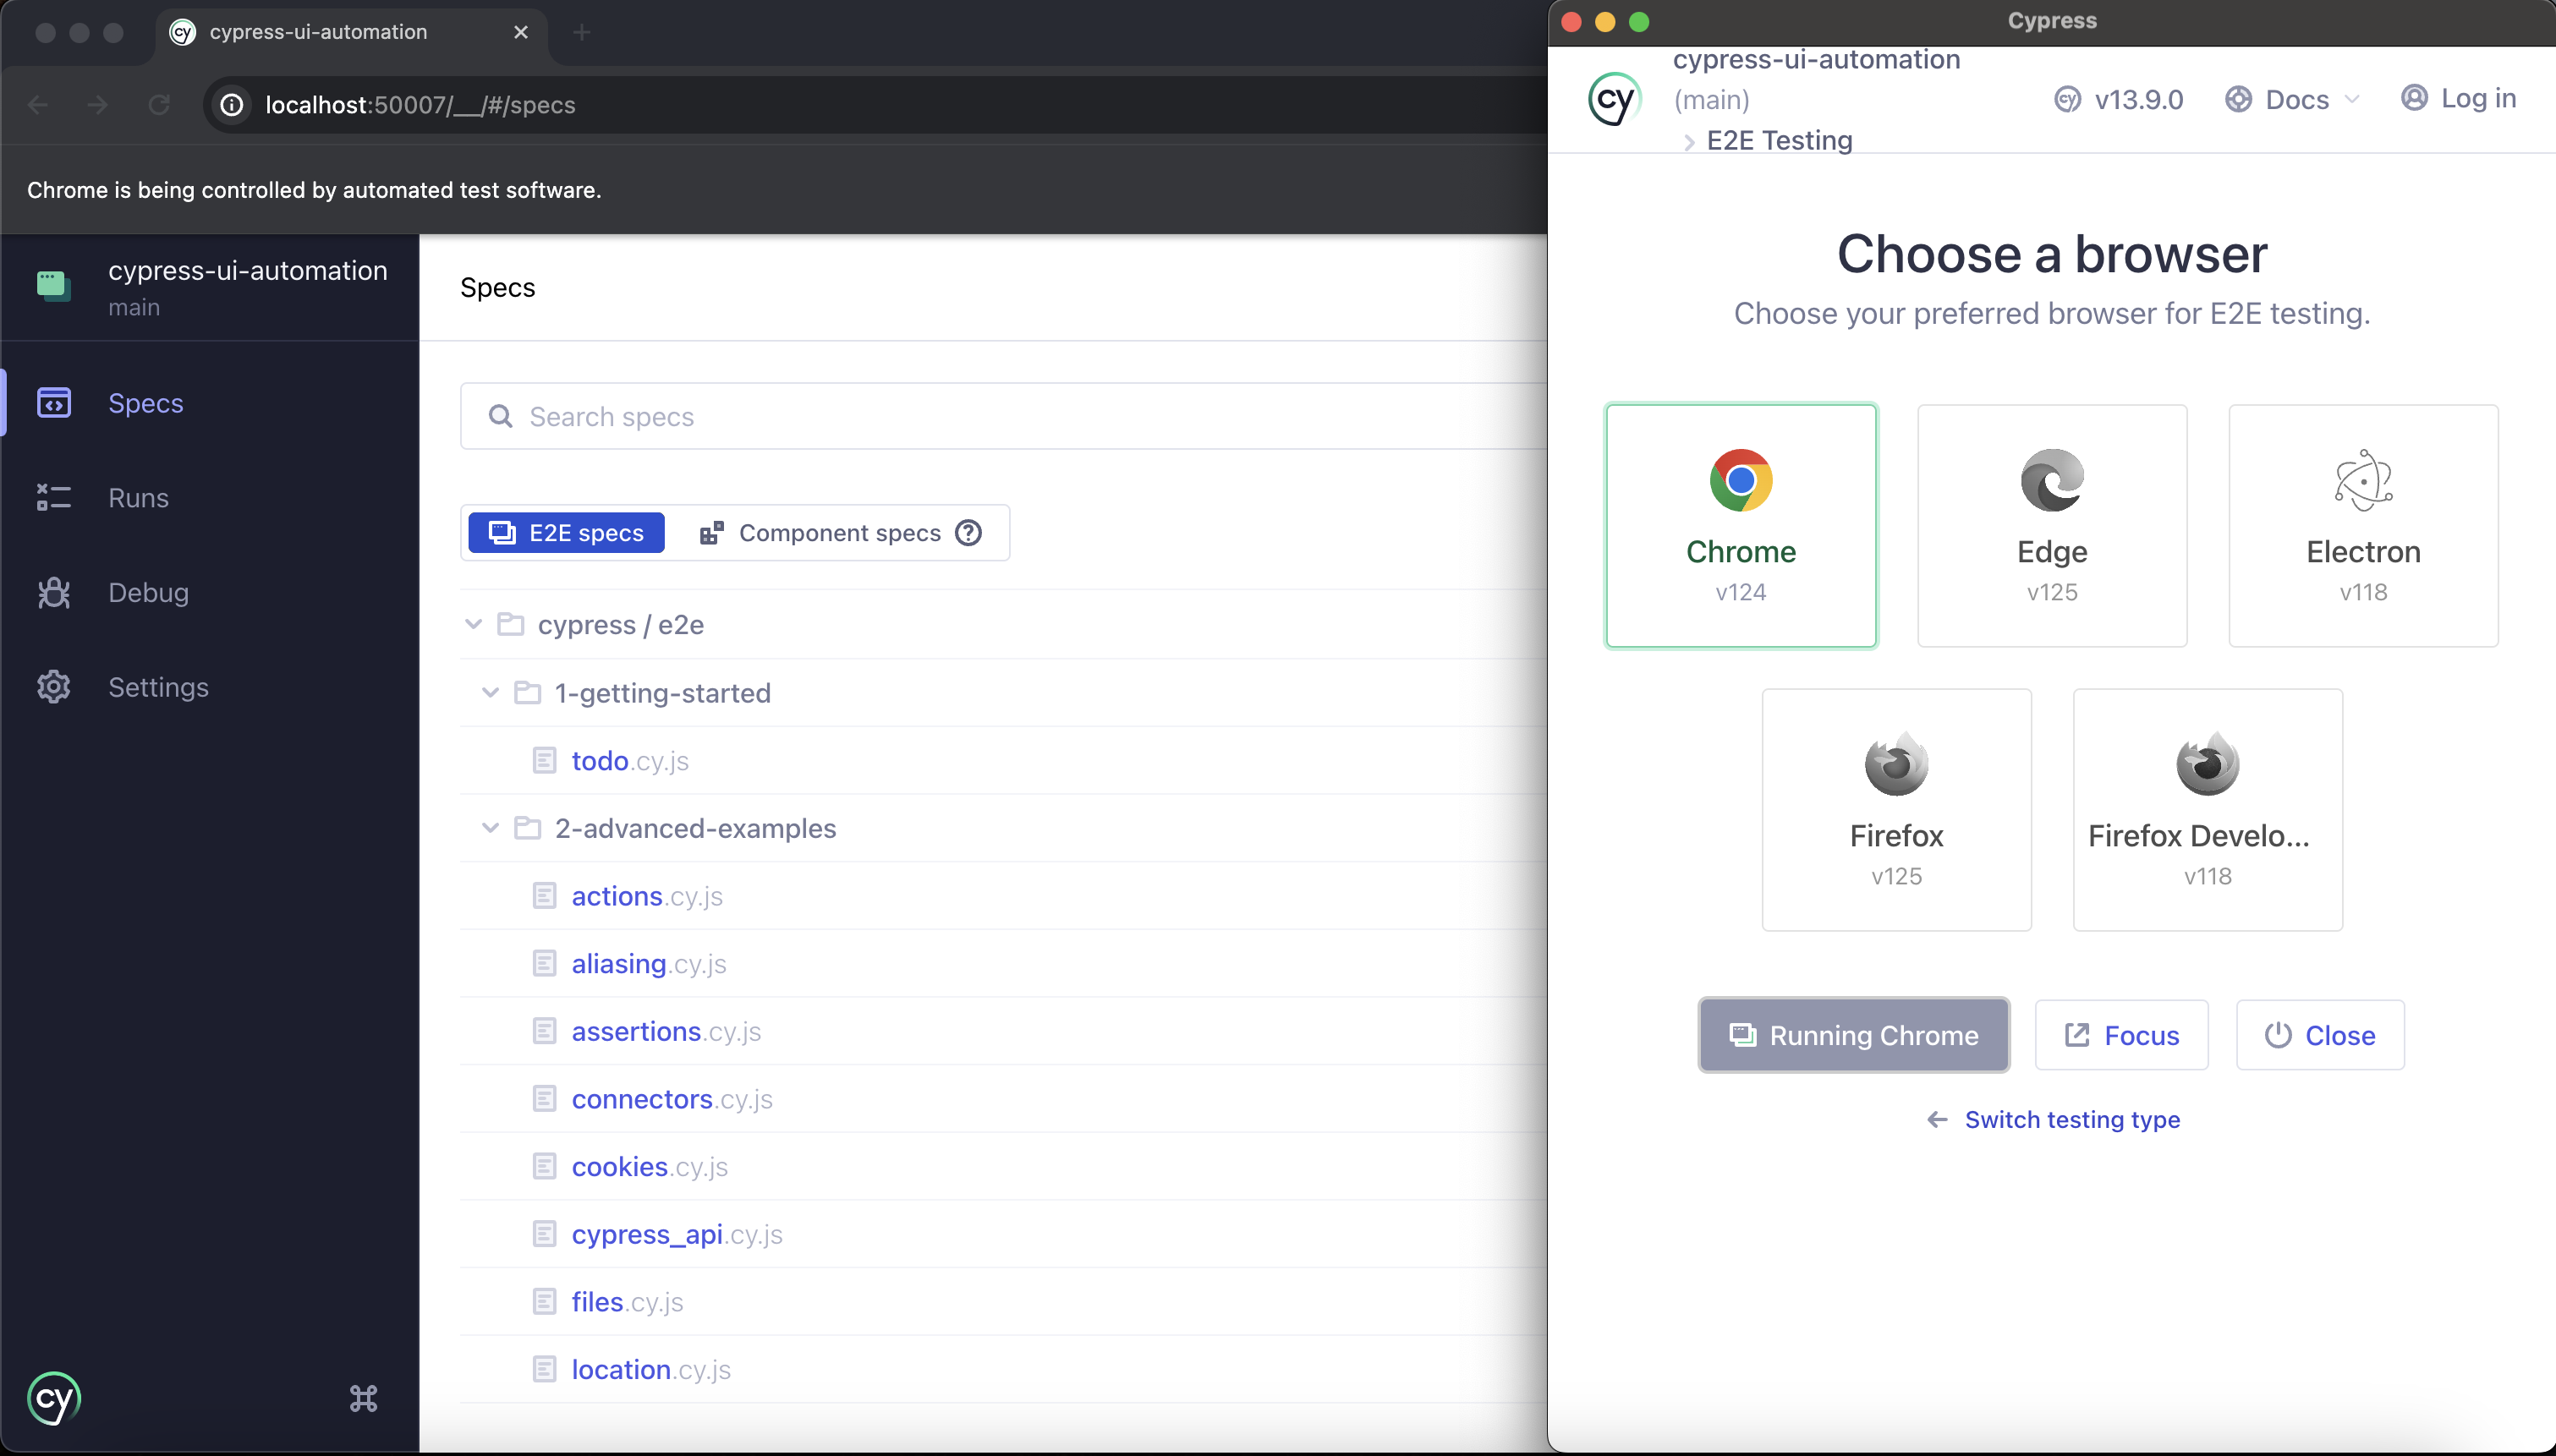 cypress-ui-automation
localhost:50007/__/#/specs
Chrome is being controlled by automated test software.
cypress-ui-automation
main
Specs
Runs
Debug
Settings
cy
Specs
Search specs
E2E specs
Component specs
cypress / e2e
1-getting-started
todo.cy.js
2-advanced-examples
actions.cy.js
aliasing.cy.js
assertions.cy.js
connectors.cy.js
cookies.cy.js
cypress_api.cy.js
files.cy.js
location.cy.js
Cypress
cy
cypress-ui-automation
(main)
E2E Testing
v13.9.0
Docs
Log in
Choose a browser
Choose your preferred browser for E2E testing.
Chrome
v124
Edge
v125
Electron
v118
Firefox
v125
Firefox Develo...
v118
Running Chrome
Focus
Close
Switch testing type